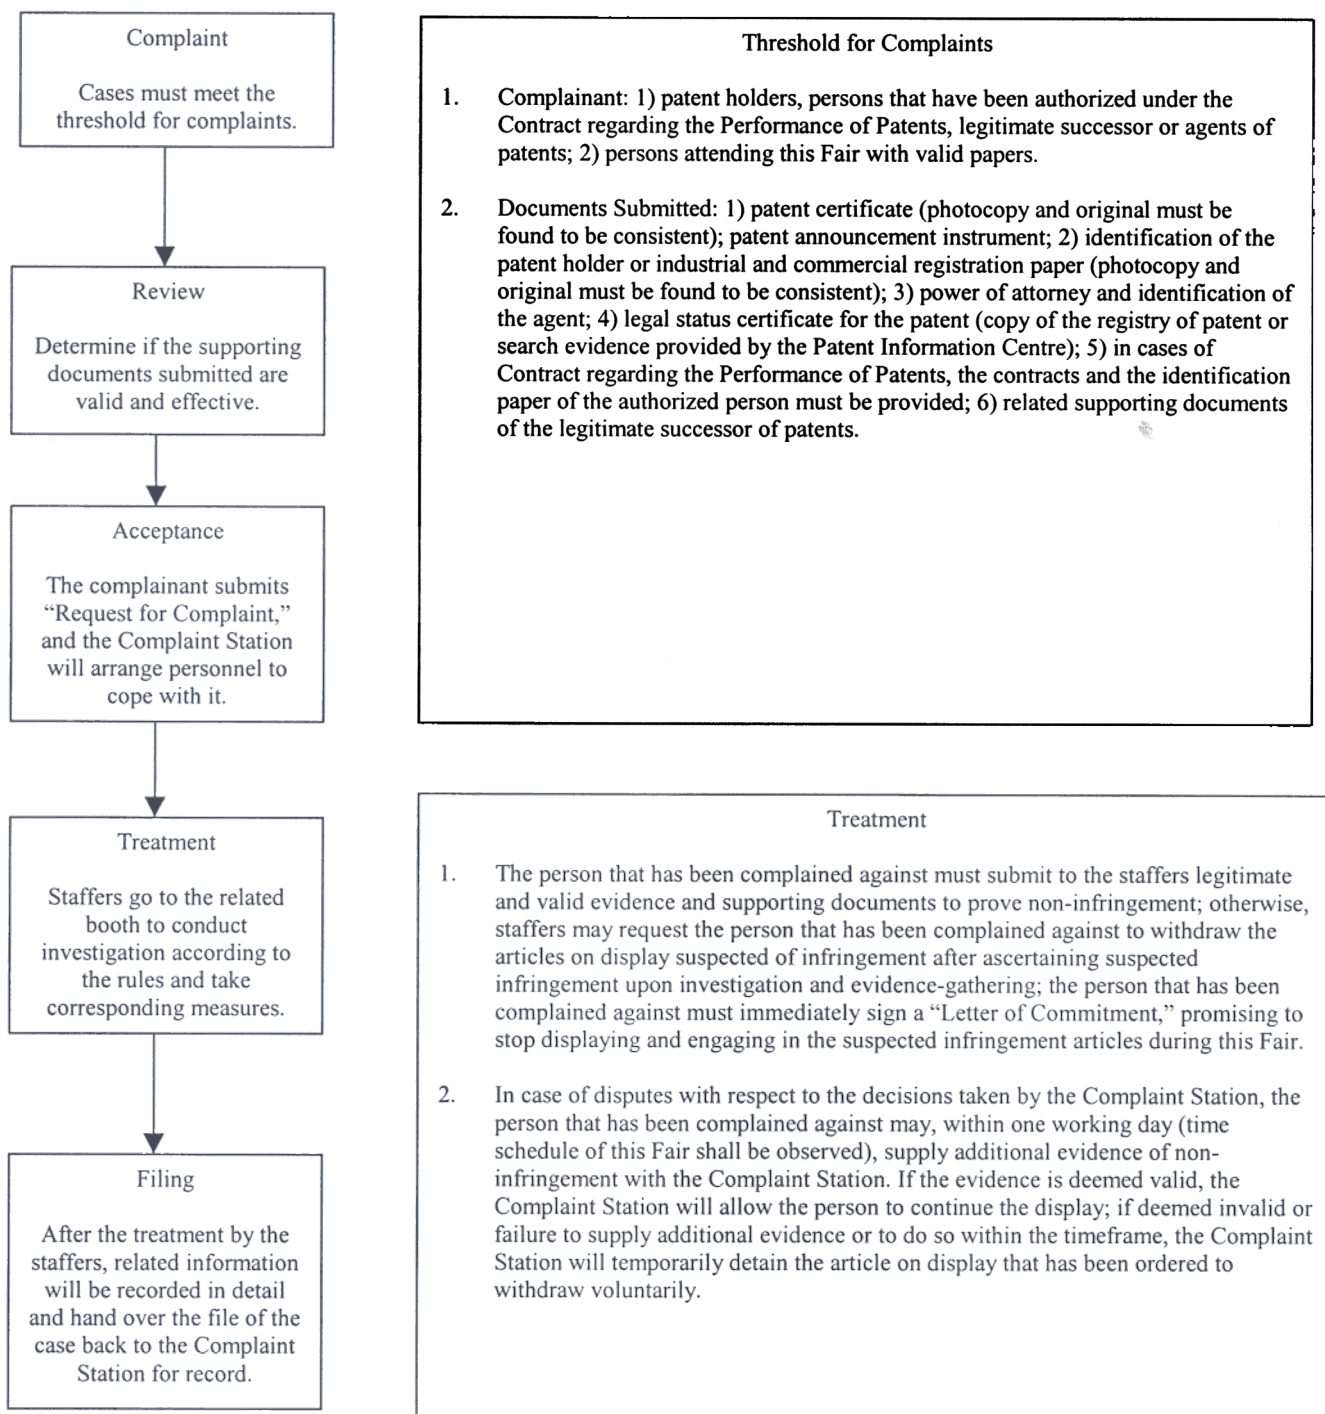 Complaint
Cases must meet the
threshold for complaints.
Review
Determine if the supporting
documents submitted are
valid and effective.
Acceptance
The complainant submits
“Request for Complaint,”
and the Complaint Station
will arrange personnel to
cope with it.
Treatment
Staffers go to the related
booth to conduct
investigation according to
the rules and take
corresponding measures.
Filing
After the treatment by the
staffers, related information
will be recorded in detail
and hand over the file of the
case back to the Complaint
Station for record.
Threshold for Complaints
1. Complainant: 1) patent holders, persons that have been authorized under the
Contract regarding the Performance of Patents, legitimate successor or agents of
patents; 2) persons attending this Fair with valid papers.
2. Documents Submitted: 1) patent certificate (photocopy and original must be
found to be consistent); patent announcement instrument; 2) identification of the
patent holder or industrial and commercial registration paper (photocopy and
original must be found to be consistent); 3) power of attorney and identification of
the agent; 4) legal status certificate for the patent (copy of the registry of patent or
search evidence provided by the Patent Information Centre); 5) in cases of
Contract regarding the Performance of Patents, the contracts and the identification
paper of the authorized person must be provided; 6) related supporting documents
of the legitimate successor of patents.
Treatment
1. The person that has been complained against must submit to the staffers legitimate
and valid evidence and supporting documents to prove non-infringement; otherwise,
staffers may request the person that has been complained against to withdraw the
articles on display suspected of infringement after ascertaining suspected
infringement upon investigation and evidence-gathering; the person that has been
complained against must immediately sign a “Letter of Commitment,” promising to
stop displaying and engaging in the suspected infringement articles during this Fair.
2. In case of disputes with respect to the decisions taken by the Complaint Station, the
person that has been complained against may, within one working day (time
schedule of this Fair shall be observed), supply additional evidence of non-
infringement with the Complaint Station. If the evidence is deemed valid, the
Complaint Station will allow the person to continue the display; if deemed invalid or
failure to supply additional evidence or to do so within the timeframe, the Complaint
Station will temporarily detain the article on display that has been ordered to
withdraw voluntarily.